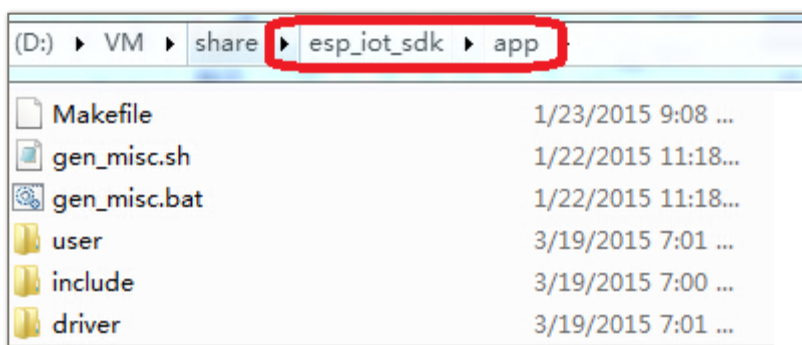 (D:) ▸ VM ▸ share ▸ esp_iot_sdk ▸ app
Makefile 1/23/2015 9:08 ...
gen_misc.sh 1/22/2015 11:18...
gen_misc.bat 1/22/2015 11:18...
user 3/19/2015 7:01 ...
include 3/19/2015 7:00 ...
driver 3/19/2015 7:01 ...